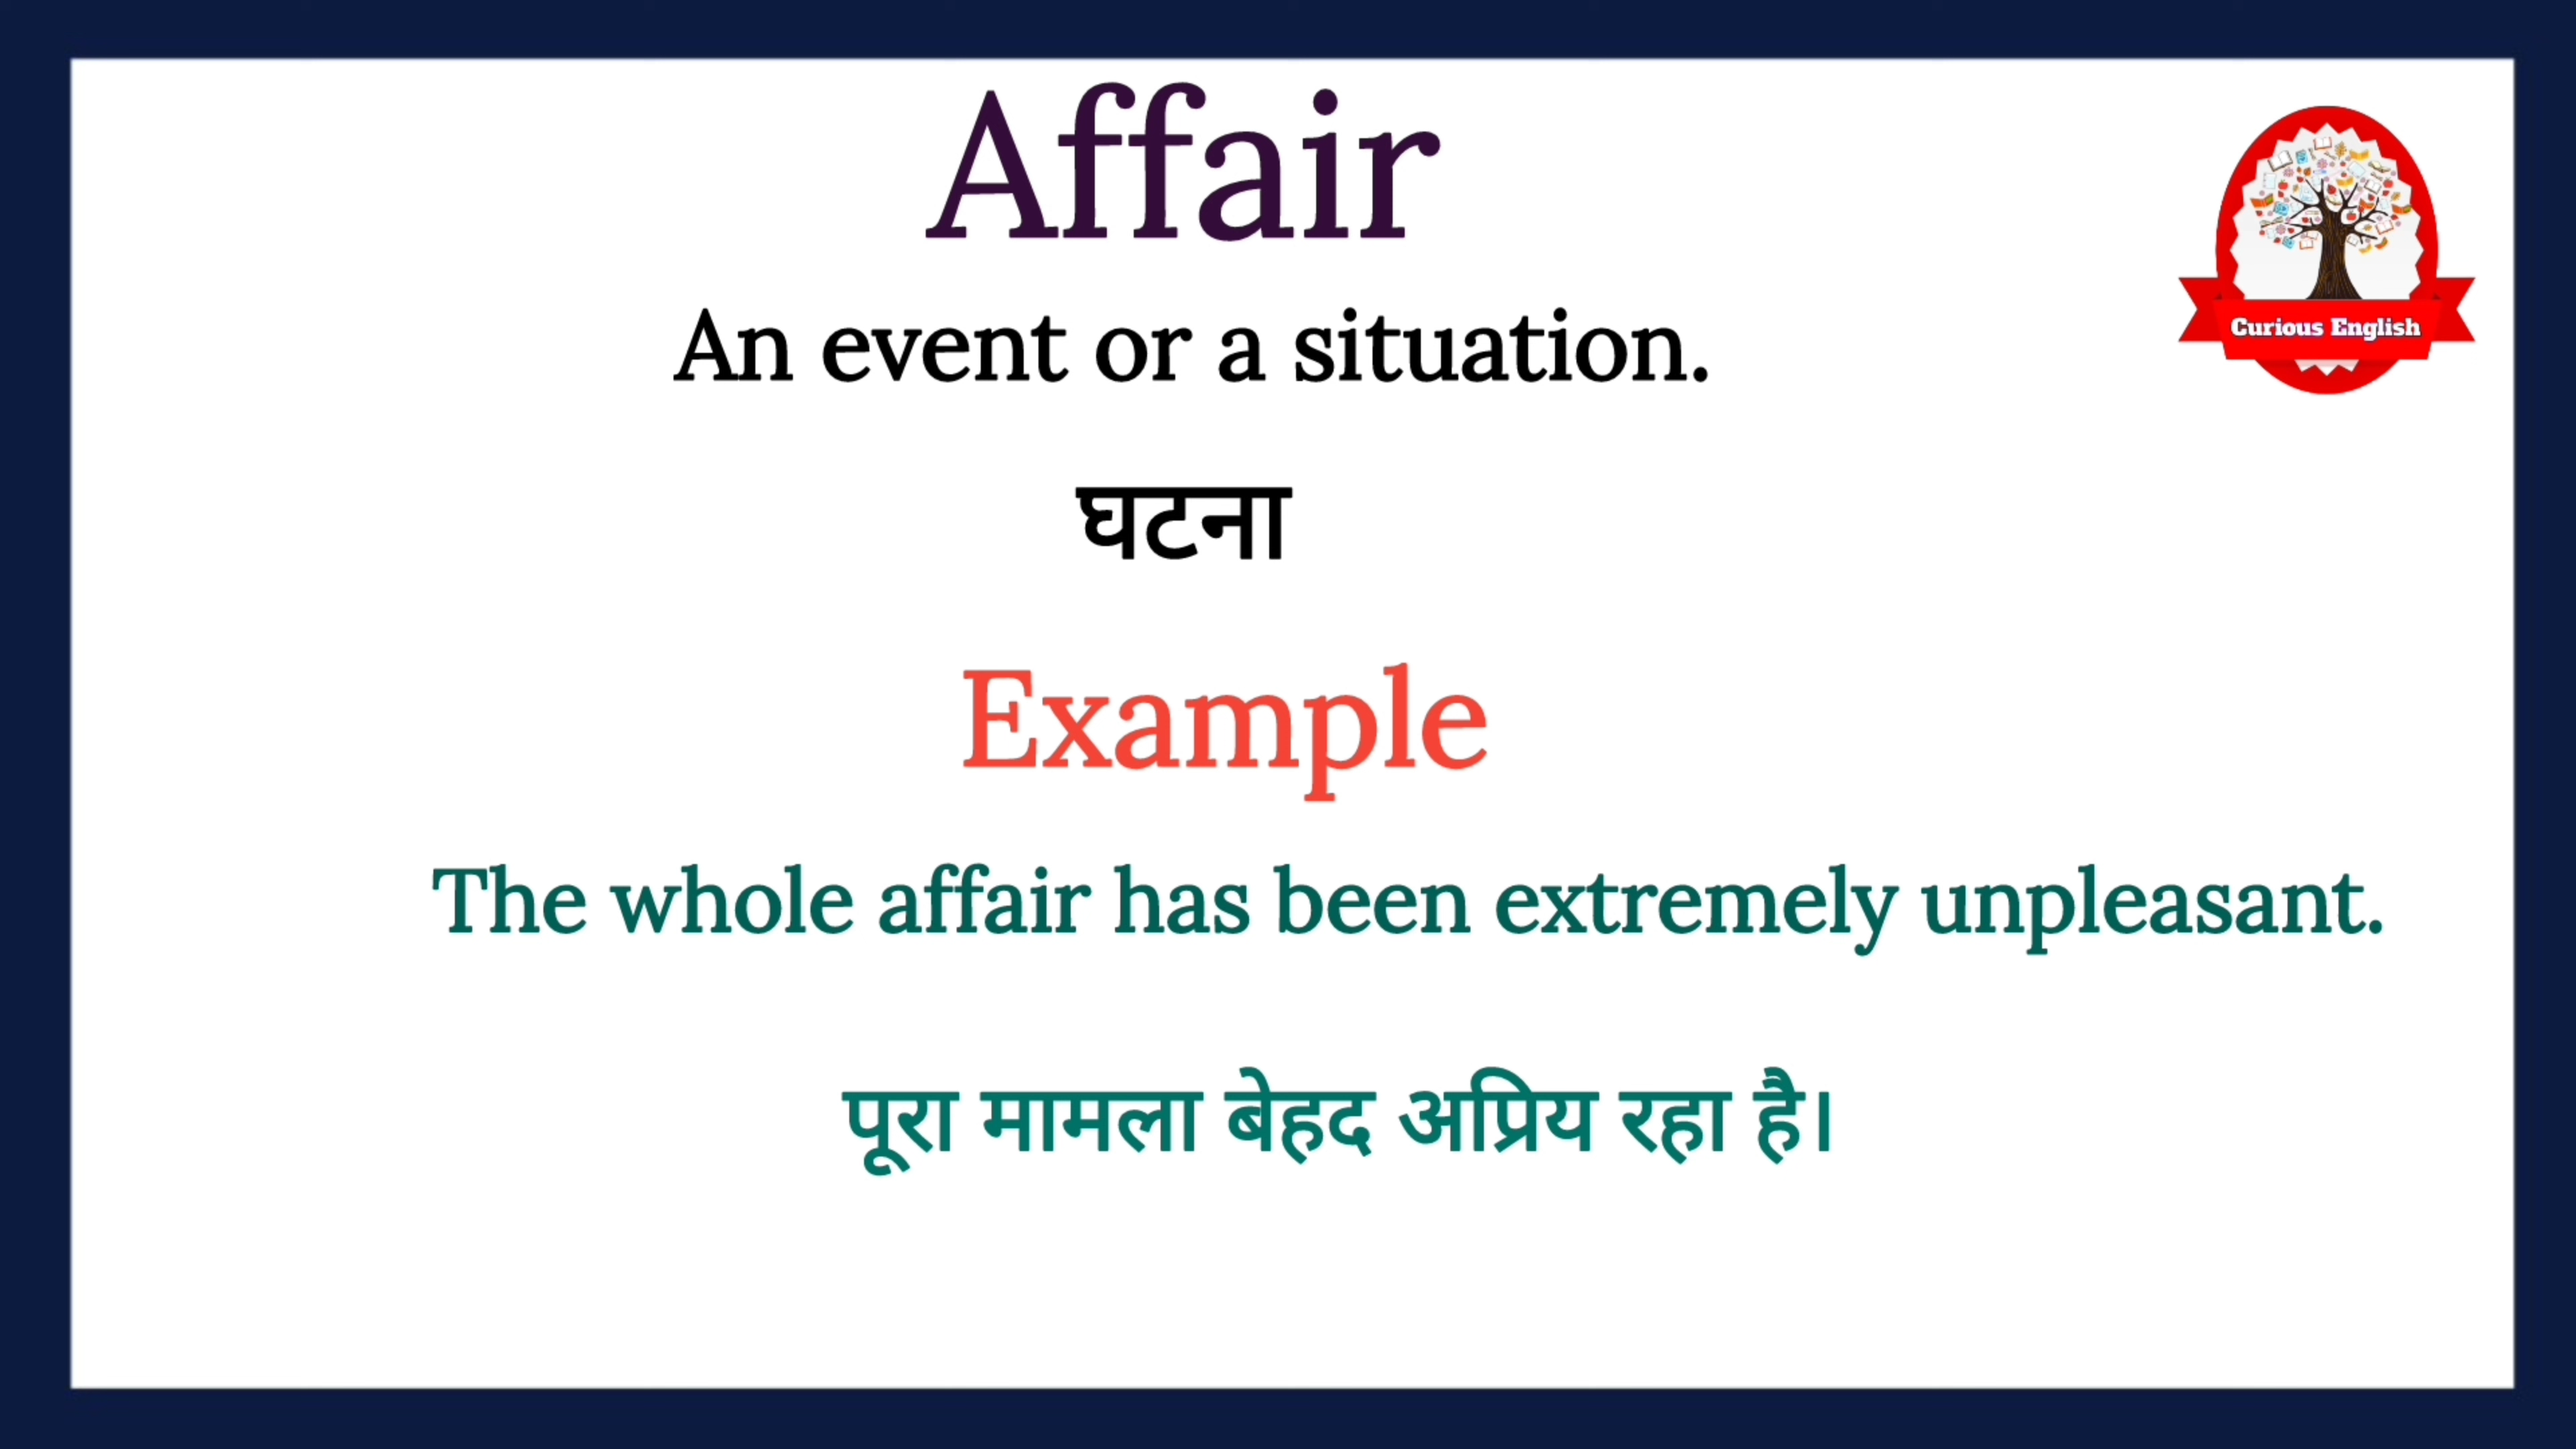 Affair
Curious English
An event or a situation.
घटना
Example
The whole affair has been extremely unpleasant.
पूरा मामला बेहद अप्रिय रहा है।